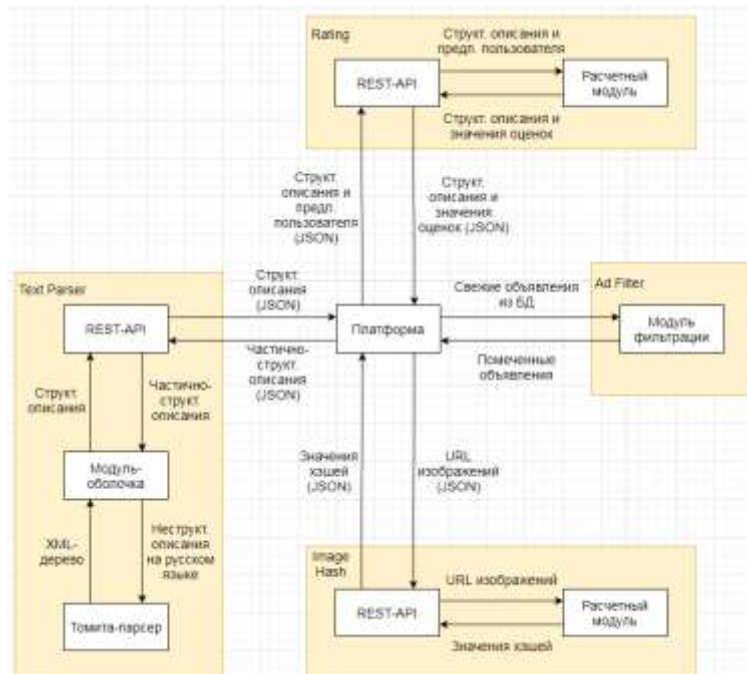 Rating
Структ. описания и
предп. пользователя
REST-API
Расчетный
модуль
Структ. описания и
значения оценок
Структ.
описания и
предп.
пользователя
(JSON)
Структ.
описания и
значения
оценок (JSON)
Text Parser
REST-API
Структ
описания
(JSON)
Частично-
структ.
описания
(JSON)
Платформа
Свежие объявления
из БД
Помеченные
объявления
Ad Filter
Модуль
фильтрации
Структ
описания
Частично-
структ
описания
Модуль-
оболочка
XML-
дерево
Неструкт
описания
на русском
языке
Томита-парсер
Значения
хэшей
(JSON)
URL
изображений
(JSON)
Image
Hash
REST-API
URL изображений
Значения хэшей
Расчетный
модуль